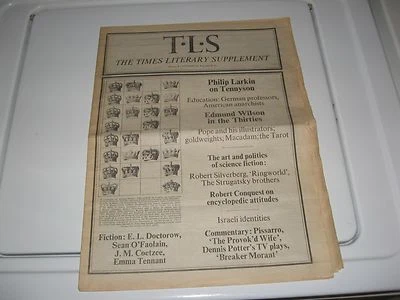 T·L·S
THE TIMES LITERARY SUPPLEMENT
Philip Larkin
on Tennyson
Education: German professors,
American anarchists
Edmund Wilson
in the Thirties
Pope and his illustrators;
goldweights; Macadam; the Tarot
The art and politics
of science fiction:
Robert Silverberg, 'Ringworld',
The Strugatsky brothers
Robert Conquest on
encyclopedic attitudes
Israeli identities
Fiction: E. L. Doctorow,
Sean O'Faolain,
J. M. Coetzee,
Emma Tennant
Commentary: Pissarro,
'The Provok'd Wife',
Dennis Potter's TV plays,
'Breaker Morant'